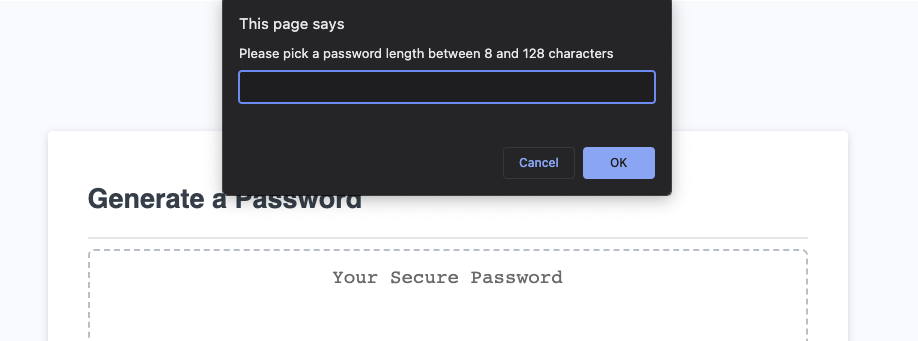 This page says
Please pick a password length between 8 and 128 characters
Cancel
OK
Generate a Password
Your Secure Password